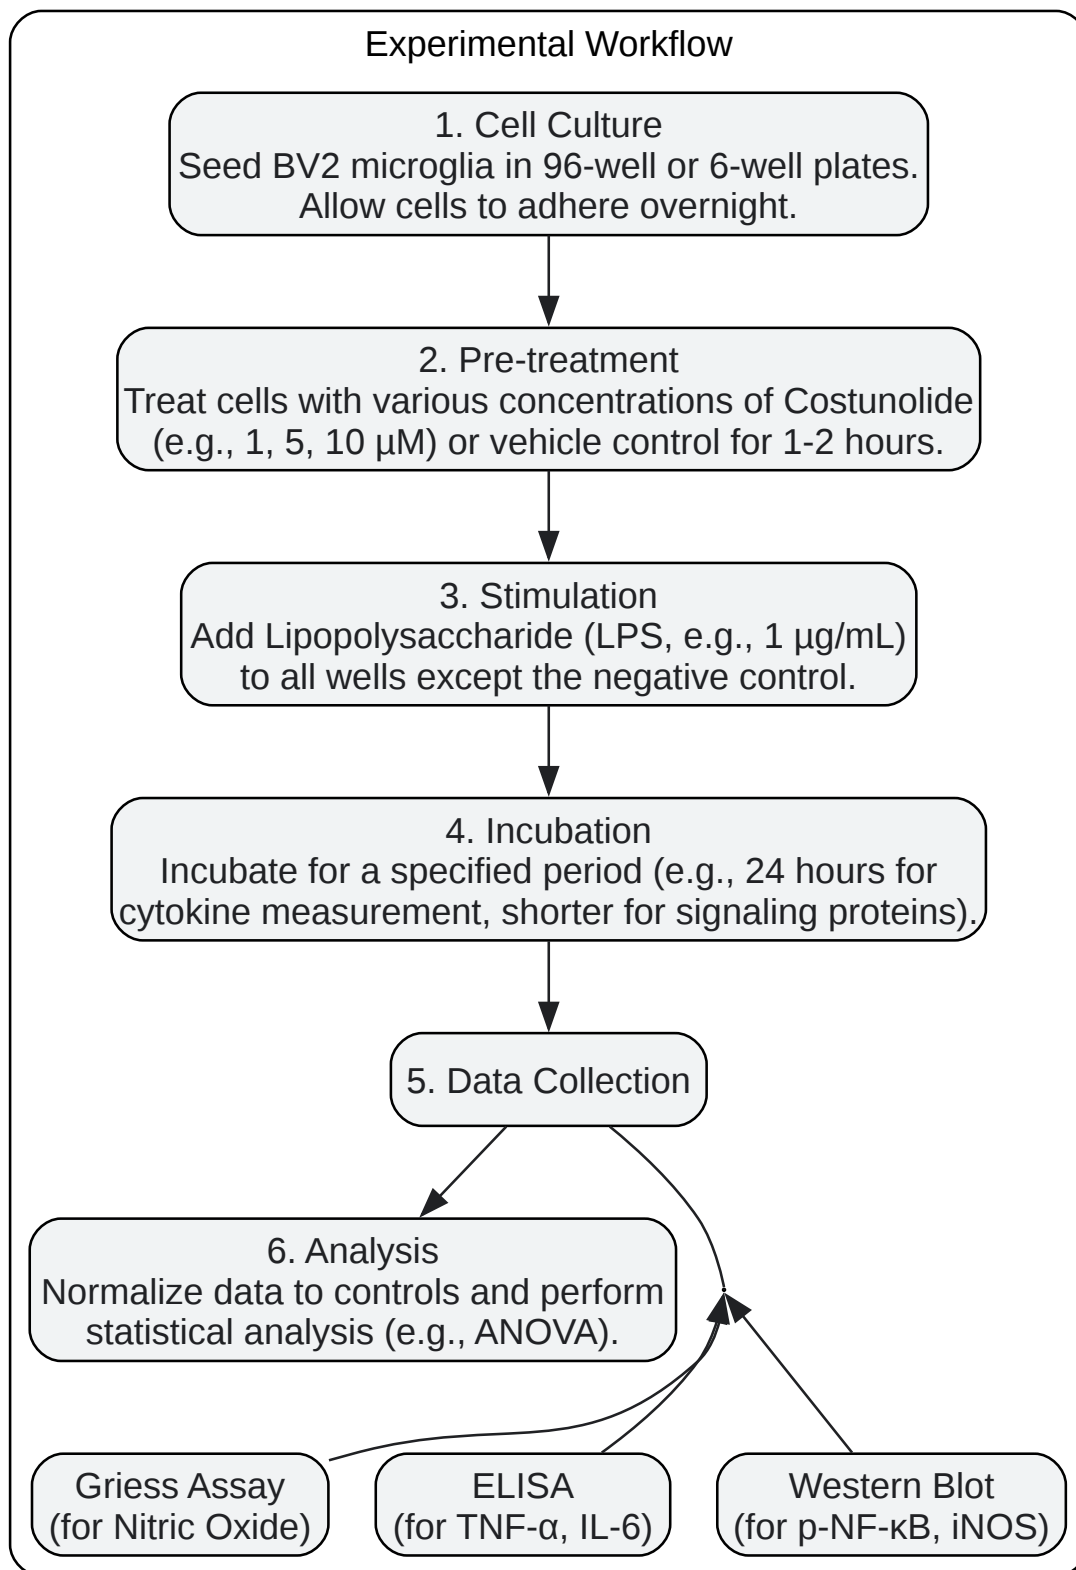 Experimental Workflow
1. Cell Culture
Seed BV2 microglia in 96-well or 6-well plates.
Allow cells to adhere overnight.
2. Pre-treatment
Treat cells with various concentrations of Costunolide
(e.g., 1, 5, 10 µM) or vehicle control for 1-2 hours.
3. Stimulation
Add Lipopolysaccharide (LPS, e.g., 1 µg/mL)
to all wells except the negative control.
4. Incubation
Incubate for a specified period (e.g., 24 hours for
cytokine measurement, shorter for signaling proteins).
5. Data Collection
6. Analysis
Normalize data to controls and perform
statistical analysis (e.g., ANOVA).
Griess Assay
(for Nitric Oxide)
ELISA
(for TNF-α, IL-6)
Western Blot
(for p-NF-κB, iNOS)